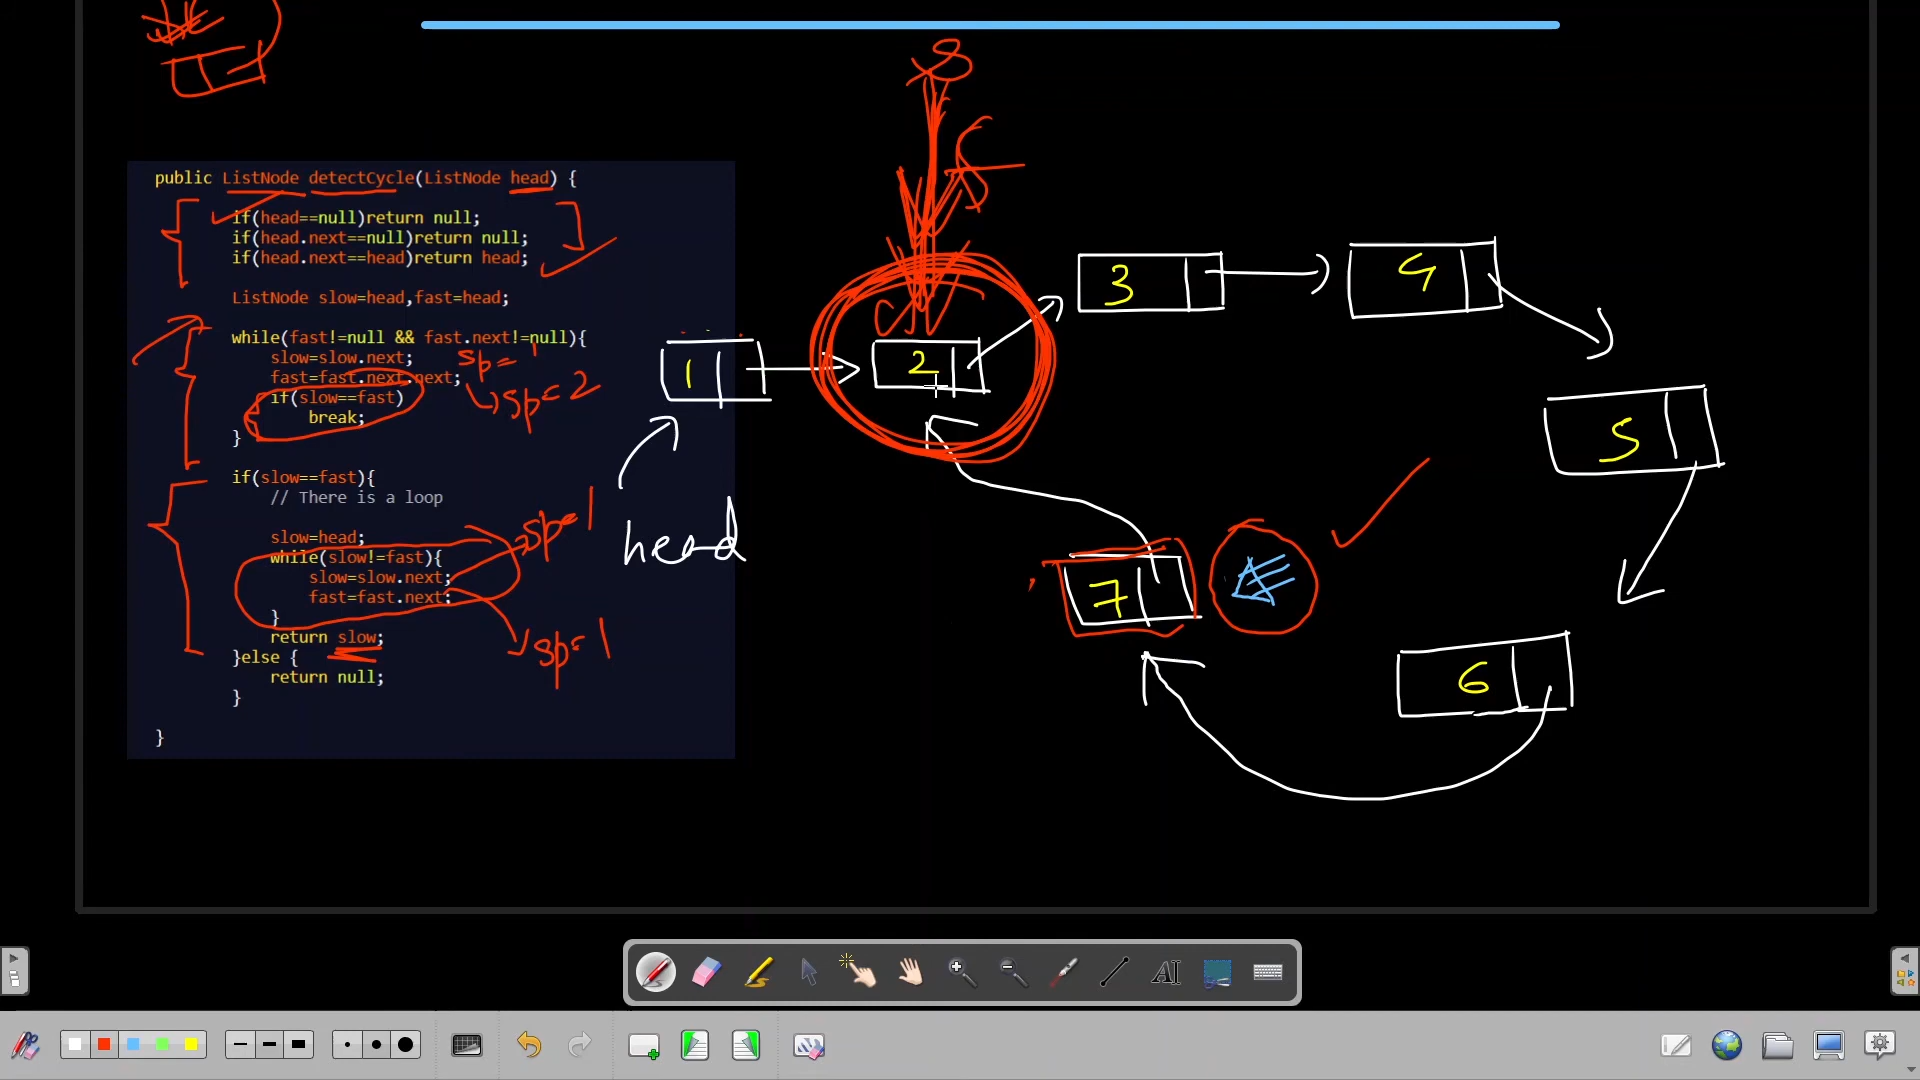 public ListNode detectCycle(ListNode head) {
if(head==null)return null;
if(head.next==null)return null;
if(head.next==head)return head;
ListNode slow=head,fast=head;
while(fast!=null && fast.next!=null){
slow=slow.next;
sp=1
fast=fast.next.next;
sp=2
if(slow==fast)
break;
}
if(slow==fast){
// There is a loop
slow=head;
while(slow!=fast){
sp=1
slow=slow.next;
fast=fast.next;
}
sp=1
return slow;
}else {
return null;
}
}
S
f
1
2
3
4
5
6
7
head